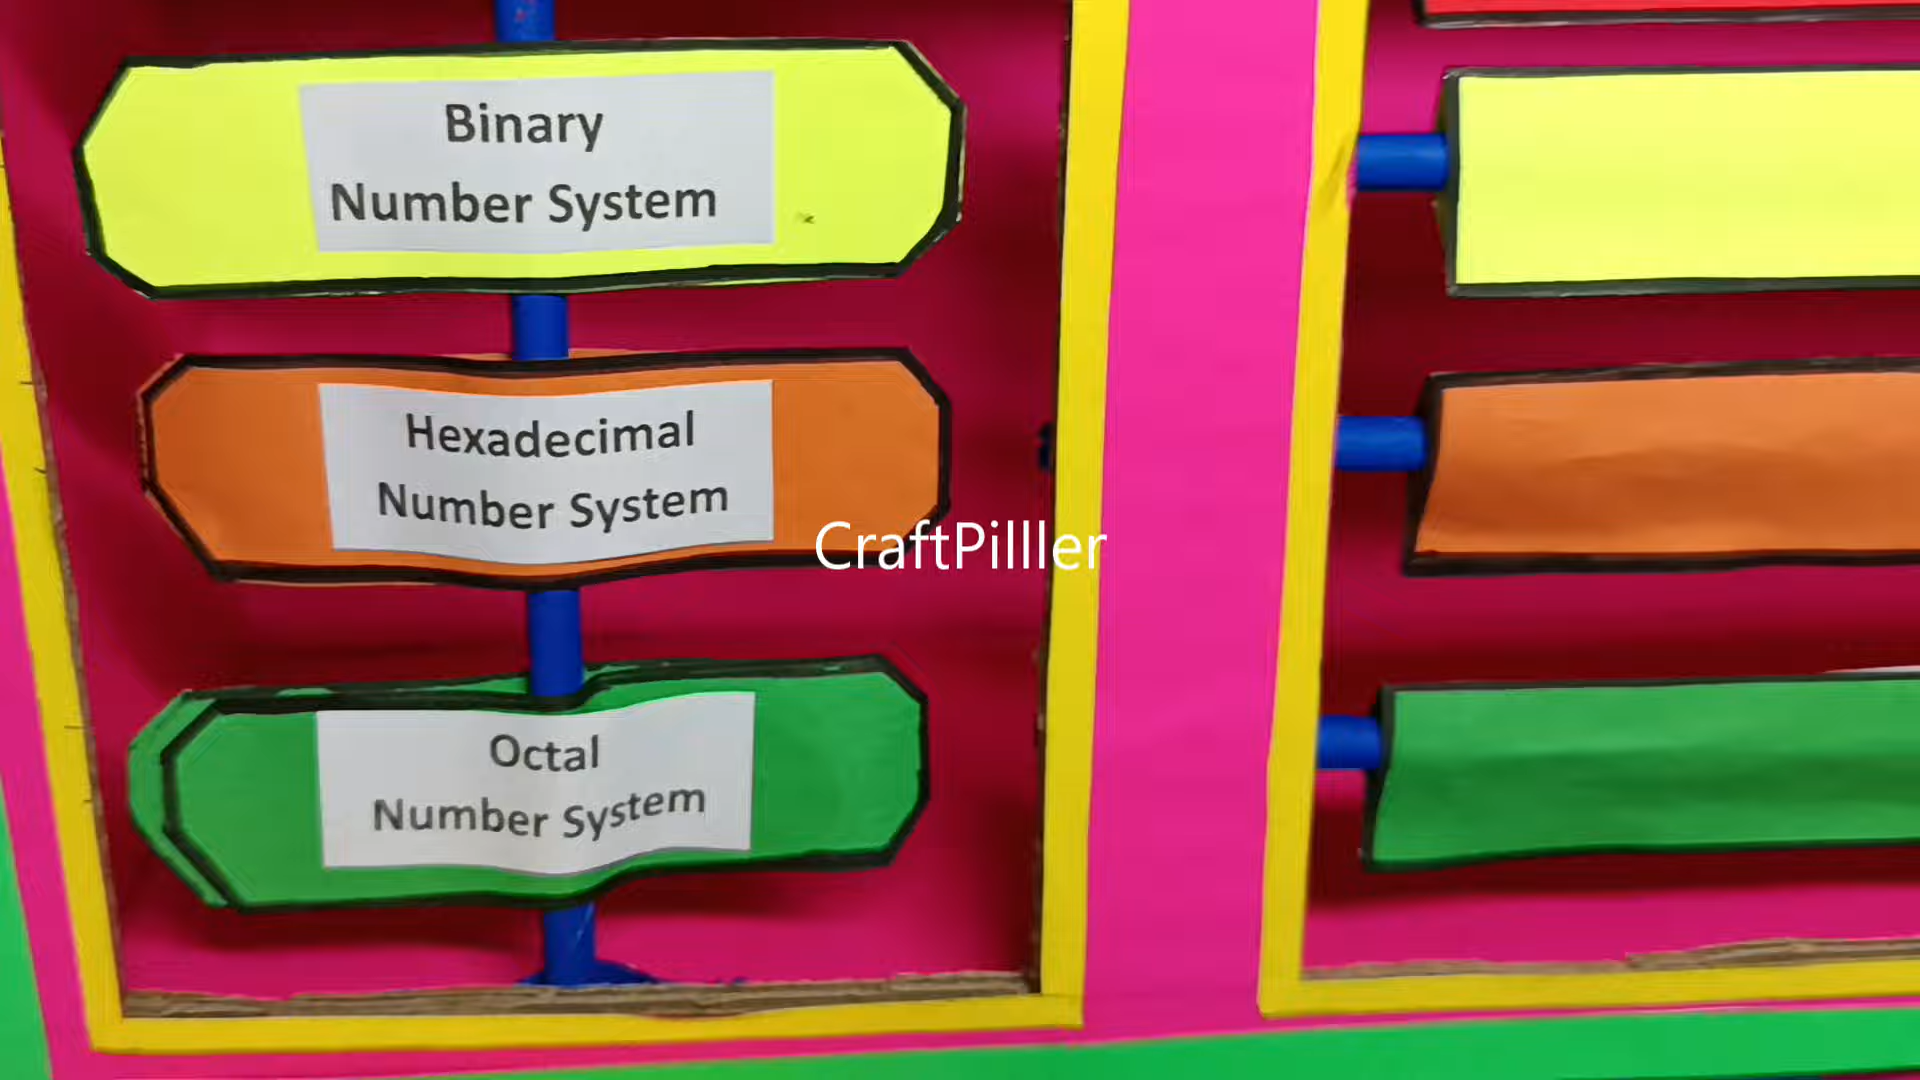 Binary
Number System
Hexadecimal
Number System
CraftPilller
Octal
Number System